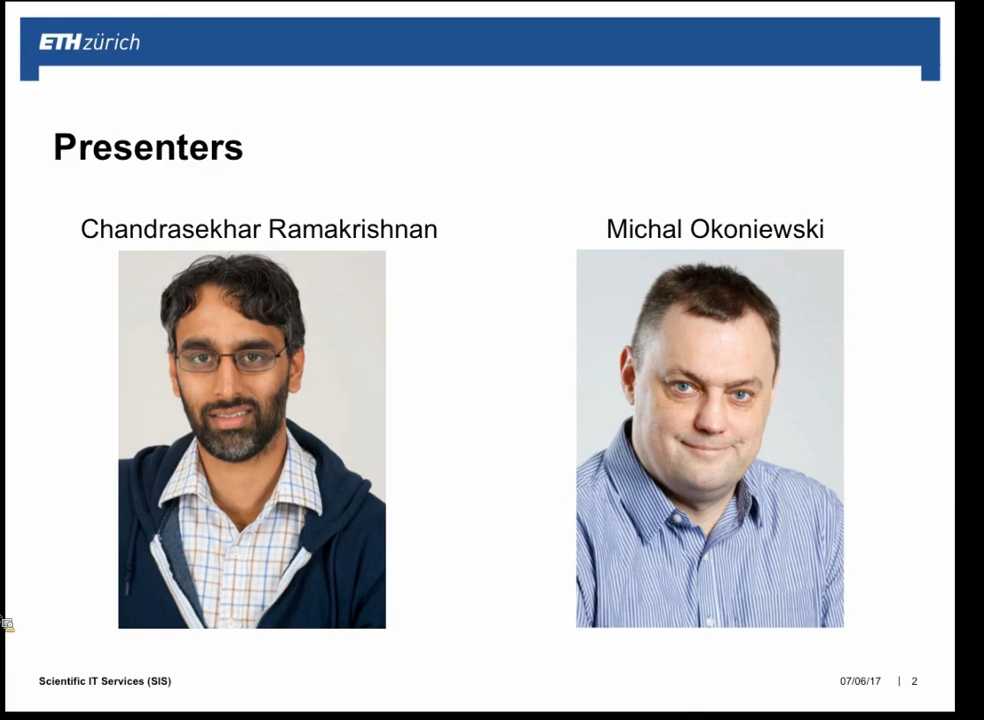 ETH zürich
Presenters
Chandrasekhar Ramakrishnan
Michal Okoniewski
Scientific IT Services (SIS)
07/06/17 | 2